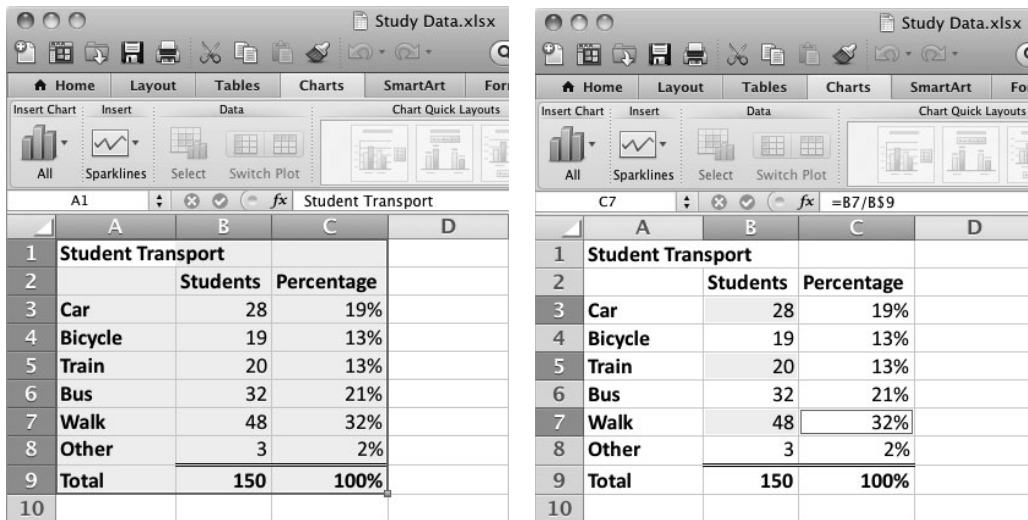 Study Data.xlsx
Home Layout Tables Charts SmartArt For
Insert Chart Insert Data Chart Quick Layouts
All Sparklines Select Switch Plot
A1 fx Student Transport
A B C D
1 Student Transport
2 Students Percentage
3 Car 28 19%
4 Bicycle 19 13%
5 Train 20 13%
6 Bus 32 21%
7 Walk 48 32%
8 Other 3 2%
9 Total 150 100%
10
Study Data.xlsx
Home Layout Tables Charts SmartArt Fo
Insert Chart Insert Data Chart Quick Layouts
All Sparklines Select Switch Plot
C7 fx =B7/B$9
A B C D
1 Student Transport
2 Students Percentage
3 Car 28 19%
4 Bicycle 19 13%
5 Train 20 13%
6 Bus 32 21%
7 Walk 48 32%
8 Other 3 2%
9 Total 150 100%
10